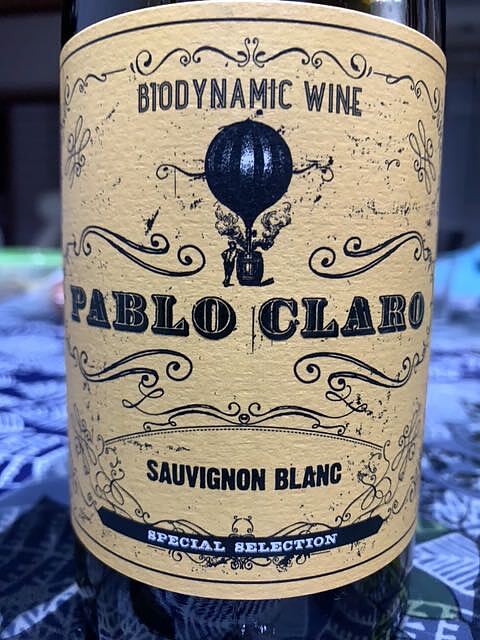 BIODYNAMIC WINE
PABLO CLARO
SAUVIGNON BLANC
SPECIAL SELECTION